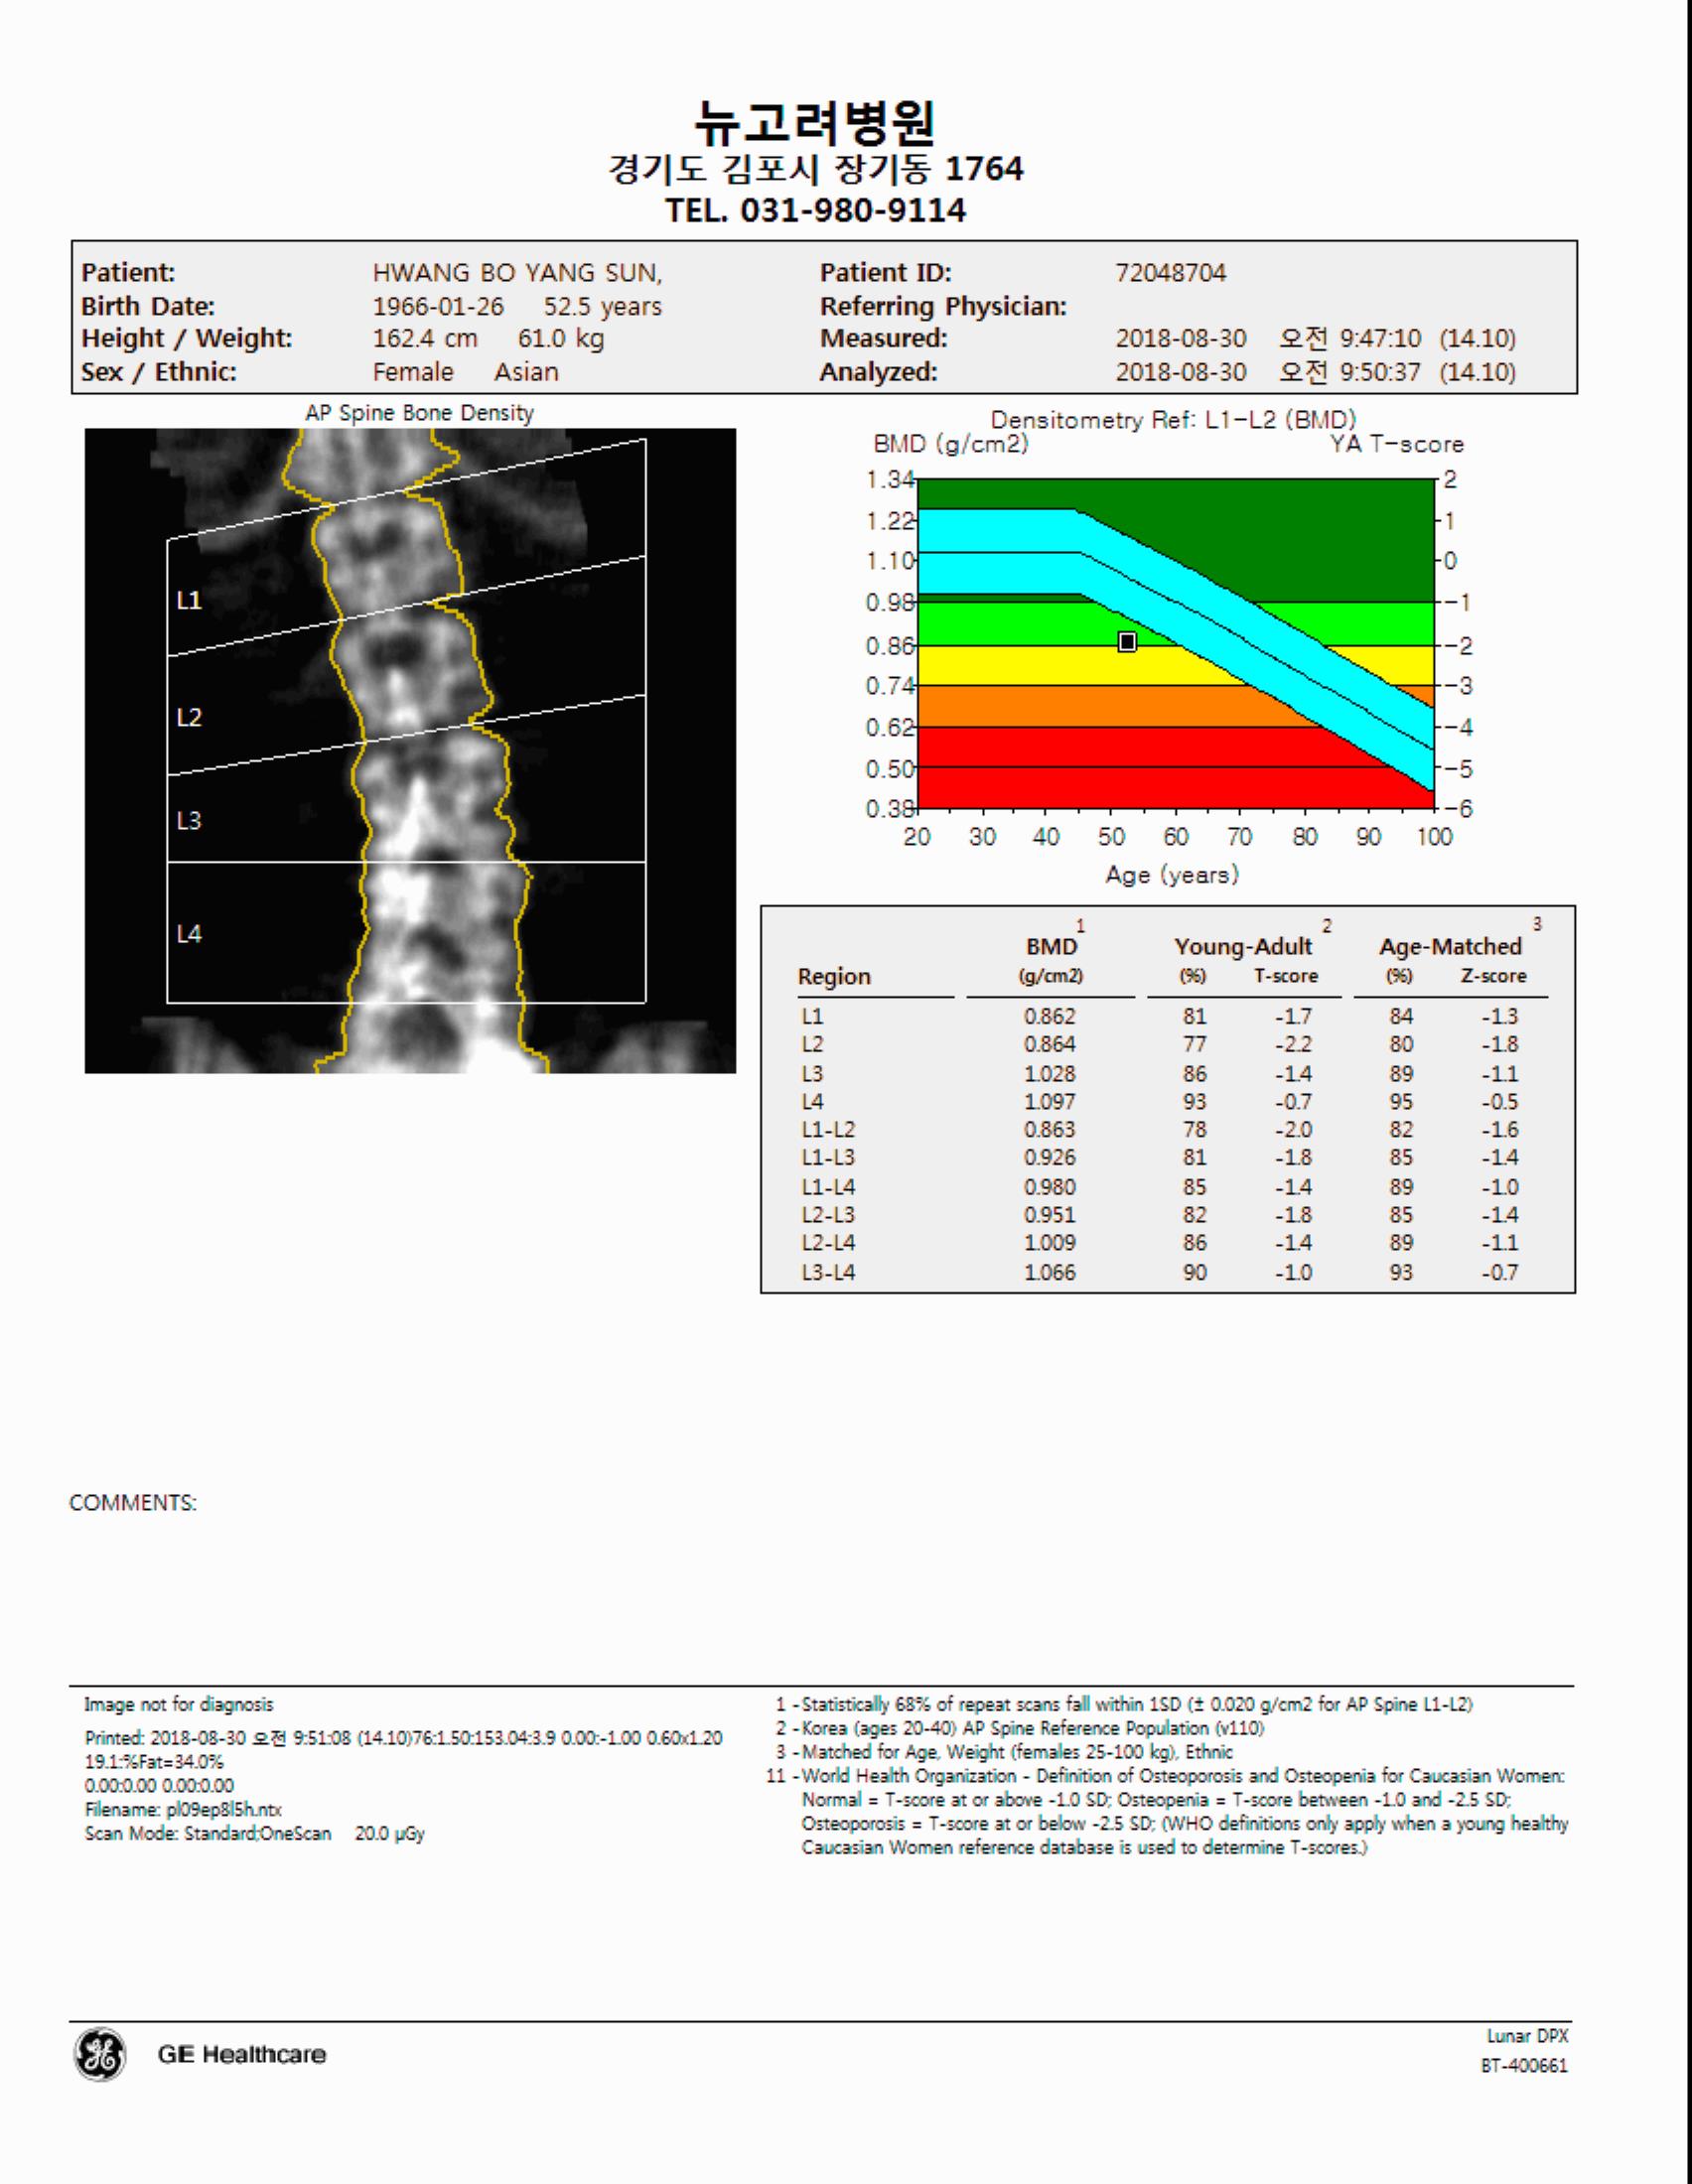 뉴고려병원
경기도 김포시 장기동 1764
TEL. 031-980-9114
Patient: HWANG BO YANG SUN, Patient ID: 72048704
Birth Date: 1966-01-26 52.5 years Referring Physician:
Height / Weight: 162.4 cm 61.0 kg Measured: 2018-08-30 오전 9:47:10 (14.10)
Sex / Ethnic: Female Asian Analyzed: 2018-08-30 오전 9:50:37 (14.10)
AP Spine Bone Density
L1
L2
L3
L4
Densitometry Ref: L1-L2 (BMD)
BMD (g/cm2) YA T-score
1.34 2
1.22 1
1.10 0
0.98 -1
0.86 -2
0.74 -3
0.62 -4
0.50 -5
0.38 -6
20 30 40 50 60 70 80 90 100
Age (years)
1 2 3
BMD Young-Adult Age-Matched
Region (g/cm2) (%) T-score (%) Z-score
L1 0.862 81 -1.7 84 -1.3
L2 0.864 77 -2.2 80 -1.8
L3 1.028 86 -1.4 89 -1.1
L4 1.097 93 -0.7 95 -0.5
L1-L2 0.863 78 -2.0 82 -1.6
L1-L3 0.926 81 -1.8 85 -1.4
L1-L4 0.980 85 -1.4 89 -1.0
L2-L3 0.951 82 -1.8 85 -1.4
L2-L4 1.009 86 -1.4 89 -1.1
L3-L4 1.066 90 -1.0 93 -0.7
COMMENTS:
Image not for diagnosis
Printed: 2018-08-30 오전 9:51:08 (14.10)76:1.50:153.04:3.9 0.00:-1.00 0.60x1.20
19.1:%Fat=34.0%
0.00:0.00 0.00:0.00
Filename: pl09ep8l5h.ntx
Scan Mode: Standard;OneScan 20.0 µGy
1 -Statistically 68% of repeat scans fall within 1SD (± 0.020 g/cm2 for AP Spine L1-L2)
2 -Korea (ages 20-40) AP Spine Reference Population (v110)
3 -Matched for Age, Weight (females 25-100 kg), Ethnic
11 -World Health Organization - Definition of Osteoporosis and Osteopenia for Caucasian Women:
Normal = T-score at or above -1.0 SD; Osteopenia = T-score between -1.0 and -2.5 SD;
Osteoporosis = T-score at or below -2.5 SD; (WHO definitions only apply when a young healthy
Caucasian Women reference database is used to determine T-scores.)
GE Healthcare
Lunar DPX
BT-400661